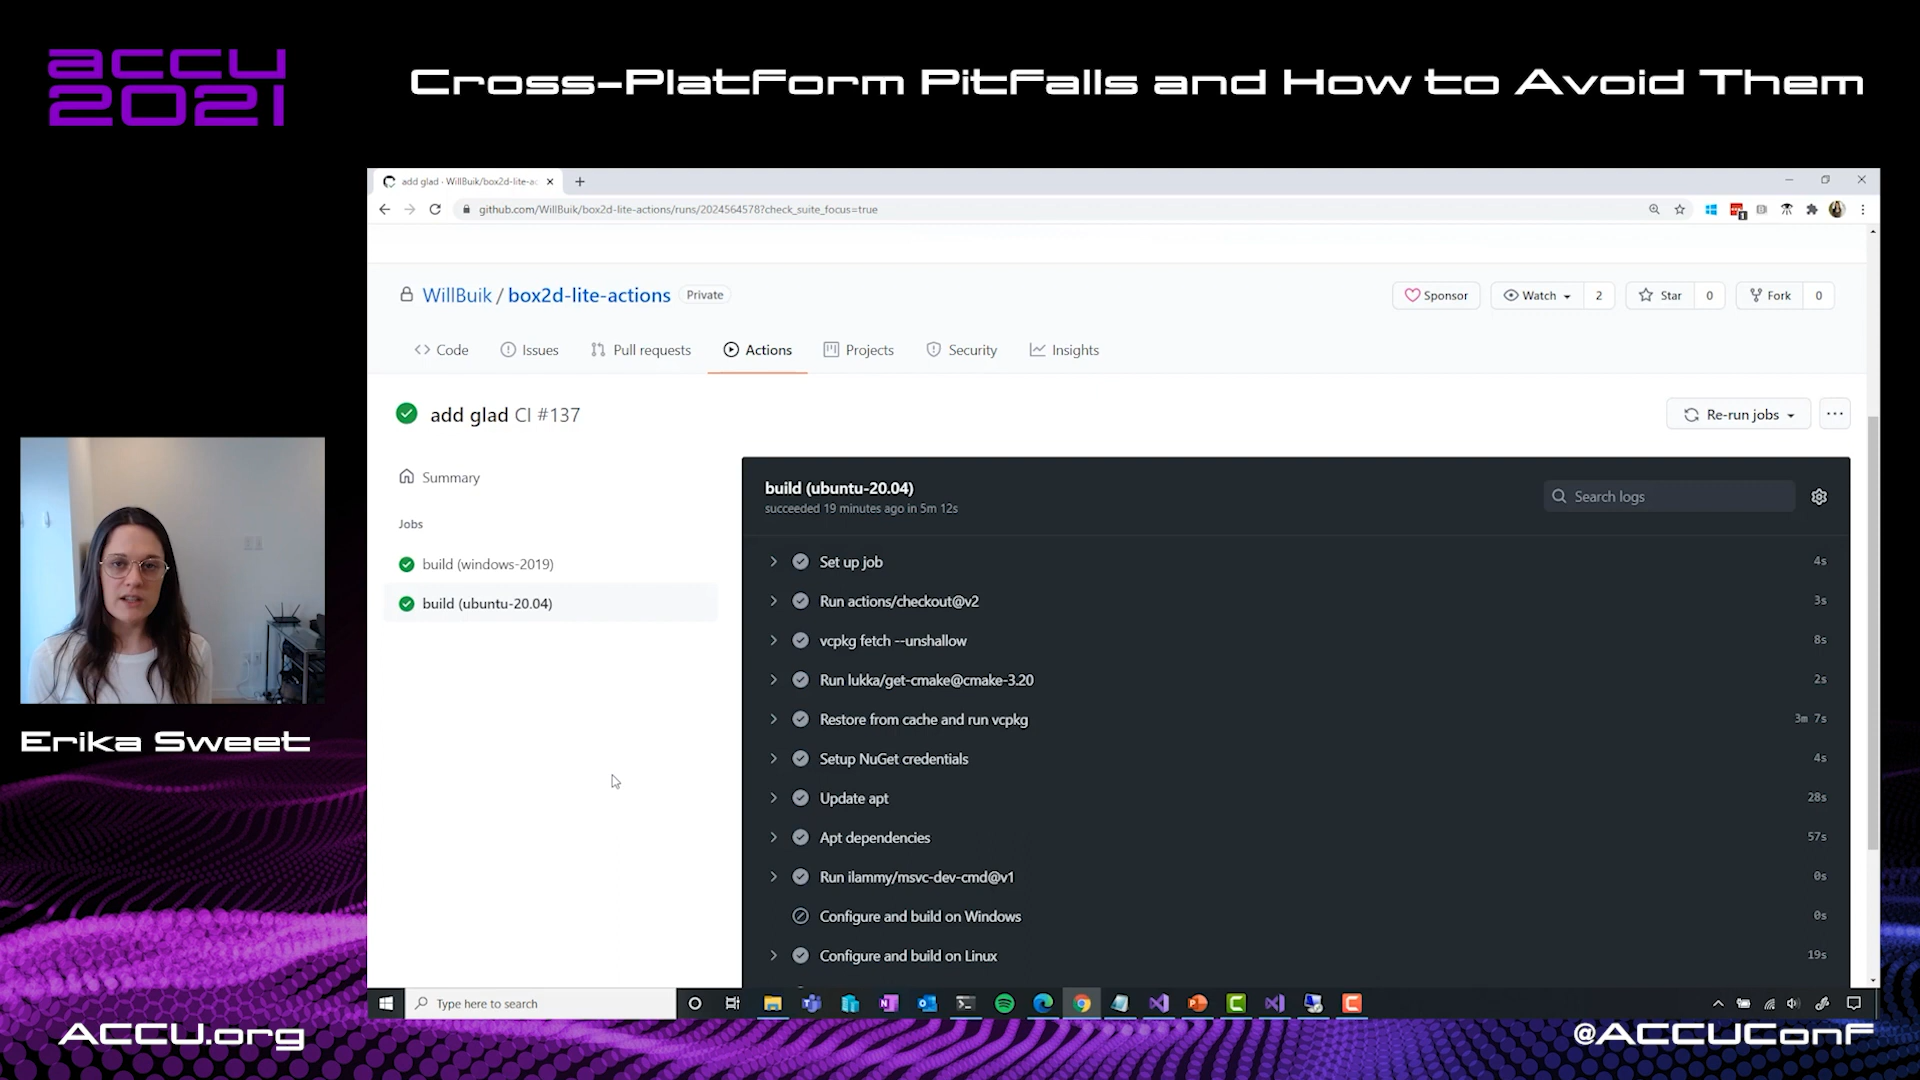 accu
2021
Cross-Platform Pitfalls and How to Avoid Them
add glad · WillBuik/box2d-lite-ac
github.com/WillBuik/box2d-lite-actions/runs/2024564578?check_suite_focus=true
WillBuik / box2d-lite-actions Private
Sponsor Watch 2 Star 0 Fork 0
Code Issues Pull requests Actions Projects Security Insights
add glad CI #137
Re-run jobs
Summary
Jobs
build (windows-2019)
build (ubuntu-20.04)
build (ubuntu-20.04)
succeeded 19 minutes ago in 5m 12s
Search logs
Set up job 4s
Run actions/checkout@v2 3s
vcpkg fetch --unshallow 8s
Run lukka/get-cmake@cmake-3.20 2s
Restore from cache and run vcpkg 3m 7s
Setup NuGet credentials 4s
Update apt 28s
Apt dependencies 57s
Run ilammy/msvc-dev-cmd@v1 0s
Configure and build on Windows 0s
Configure and build on Linux 19s
Type here to search
Erika Sweet
ACCU.org
@ACCUConf